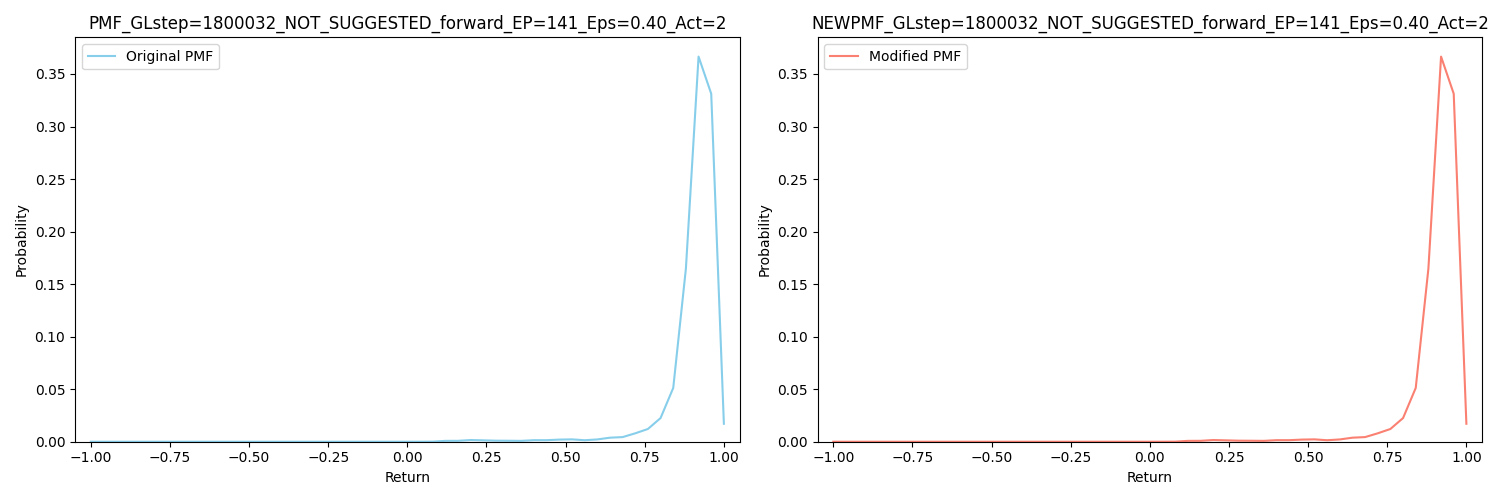 PMF_GLstep=1800032_NOT_SUGGESTED_forward_EP=141_Eps=0.40_Act=2
Original PMF
Probability
0.35
0.30
0.25
0.20
0.15
0.10
0.05
0.00
−1.00 −0.75 −0.50 −0.25 0.00 0.25 0.50 0.75 1.00
Return
NEWPMF_GLstep=1800032_NOT_SUGGESTED_forward_EP=141_Eps=0.40_Act=2
Modified PMF
Probability
0.35
0.30
0.25
0.20
0.15
0.10
0.05
0.00
−1.00 −0.75 −0.50 −0.25 0.00 0.25 0.50 0.75 1.00
Return